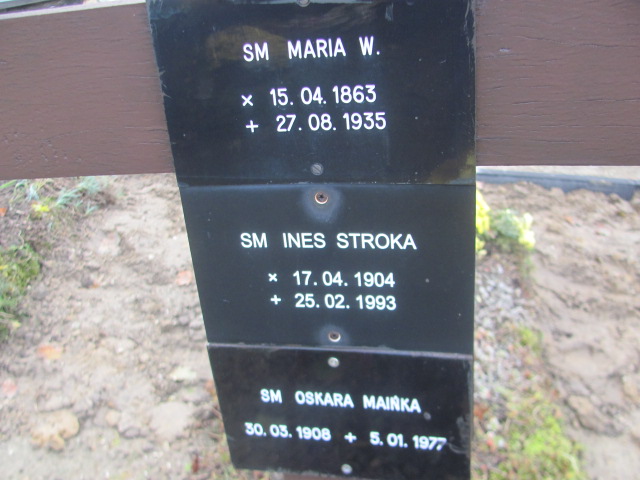 SM MARIA W.
× 15. 04. 1863
+ 27. 08. 1935
SM INES STROKA
× 17. 04. 1904
+ 25. 02. 1993
SM OSKARA MAIŃKA
30. 03. 1908 + 5. 01. 1977